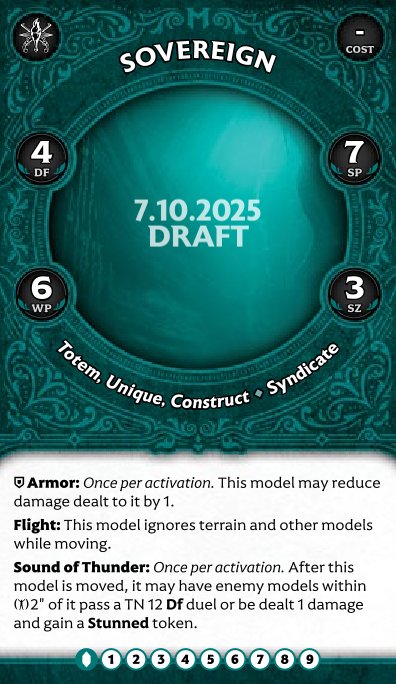 SOVEREIGN
-
COST
4
DF
7
SP
7.10.2025
DRAFT
6
WP
3
SZ
Totem, Unique, Construct ♦ Syndicate
Armor: Once per activation. This model may reduce
damage dealt to it by 1.
Flight: This model ignores terrain and other models
while moving.
Sound of Thunder: Once per activation. After this
model is moved, it may have enemy models within
2" of it pass a TN 12 Df duel or be dealt 1 damage
and gain a Stunned token.
1 2 3 4 5 6 7 8 9